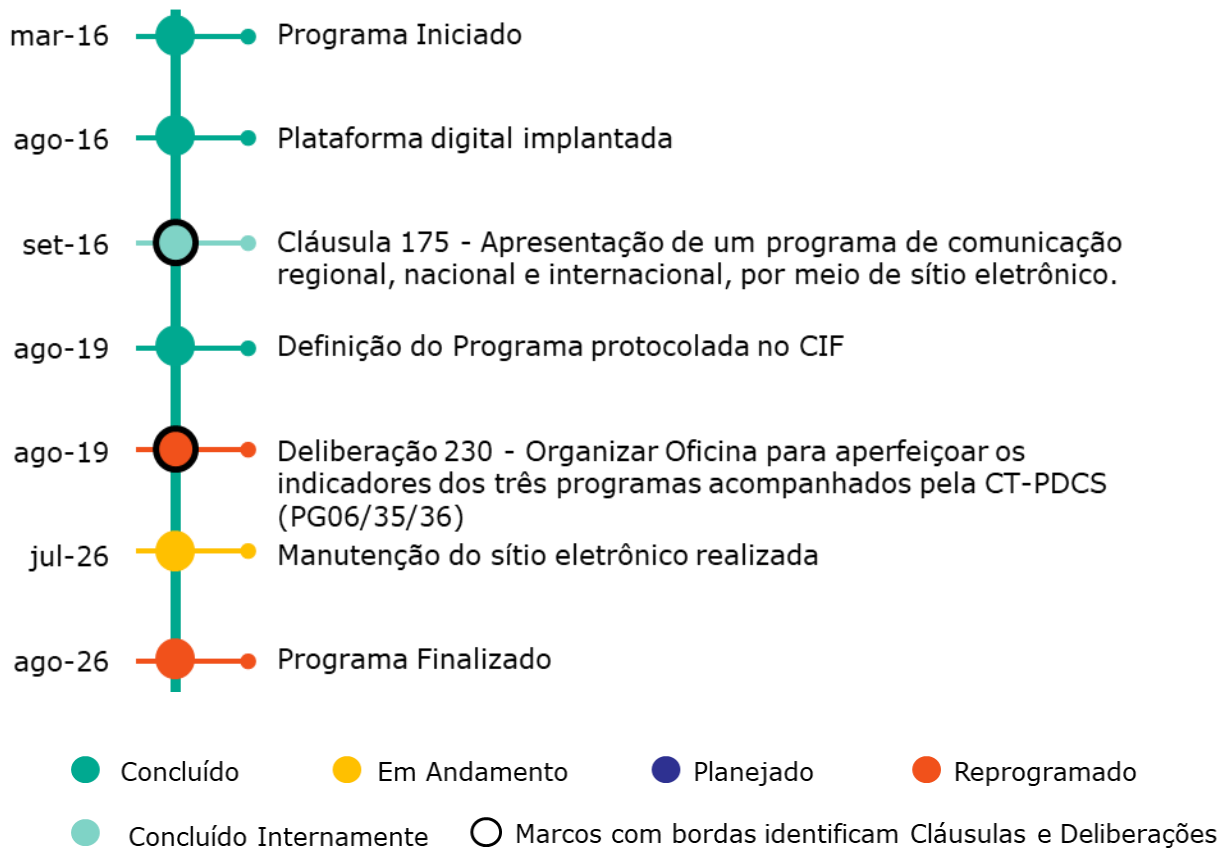 mar-16 Programa Iniciado
ago-16 Plataforma digital implantada
set-16 Cláusula 175 - Apresentação de um programa de comunicação
regional, nacional e internacional, por meio de sítio eletrônico.
ago-19 Definição do Programa protocolada no CIF
ago-19 Deliberação 230 - Organizar Oficina para aperfeiçoar os
indicadores dos três programas acompanhados pela CT-PDCS
(PG06/35/36)
jul-26 Manutenção do sítio eletrônico realizada
ago-26 Programa Finalizado
Concluído Em Andamento Planejado Reprogramado
Concluído Internamente Marcos com bordas identificam Cláusulas e Deliberações